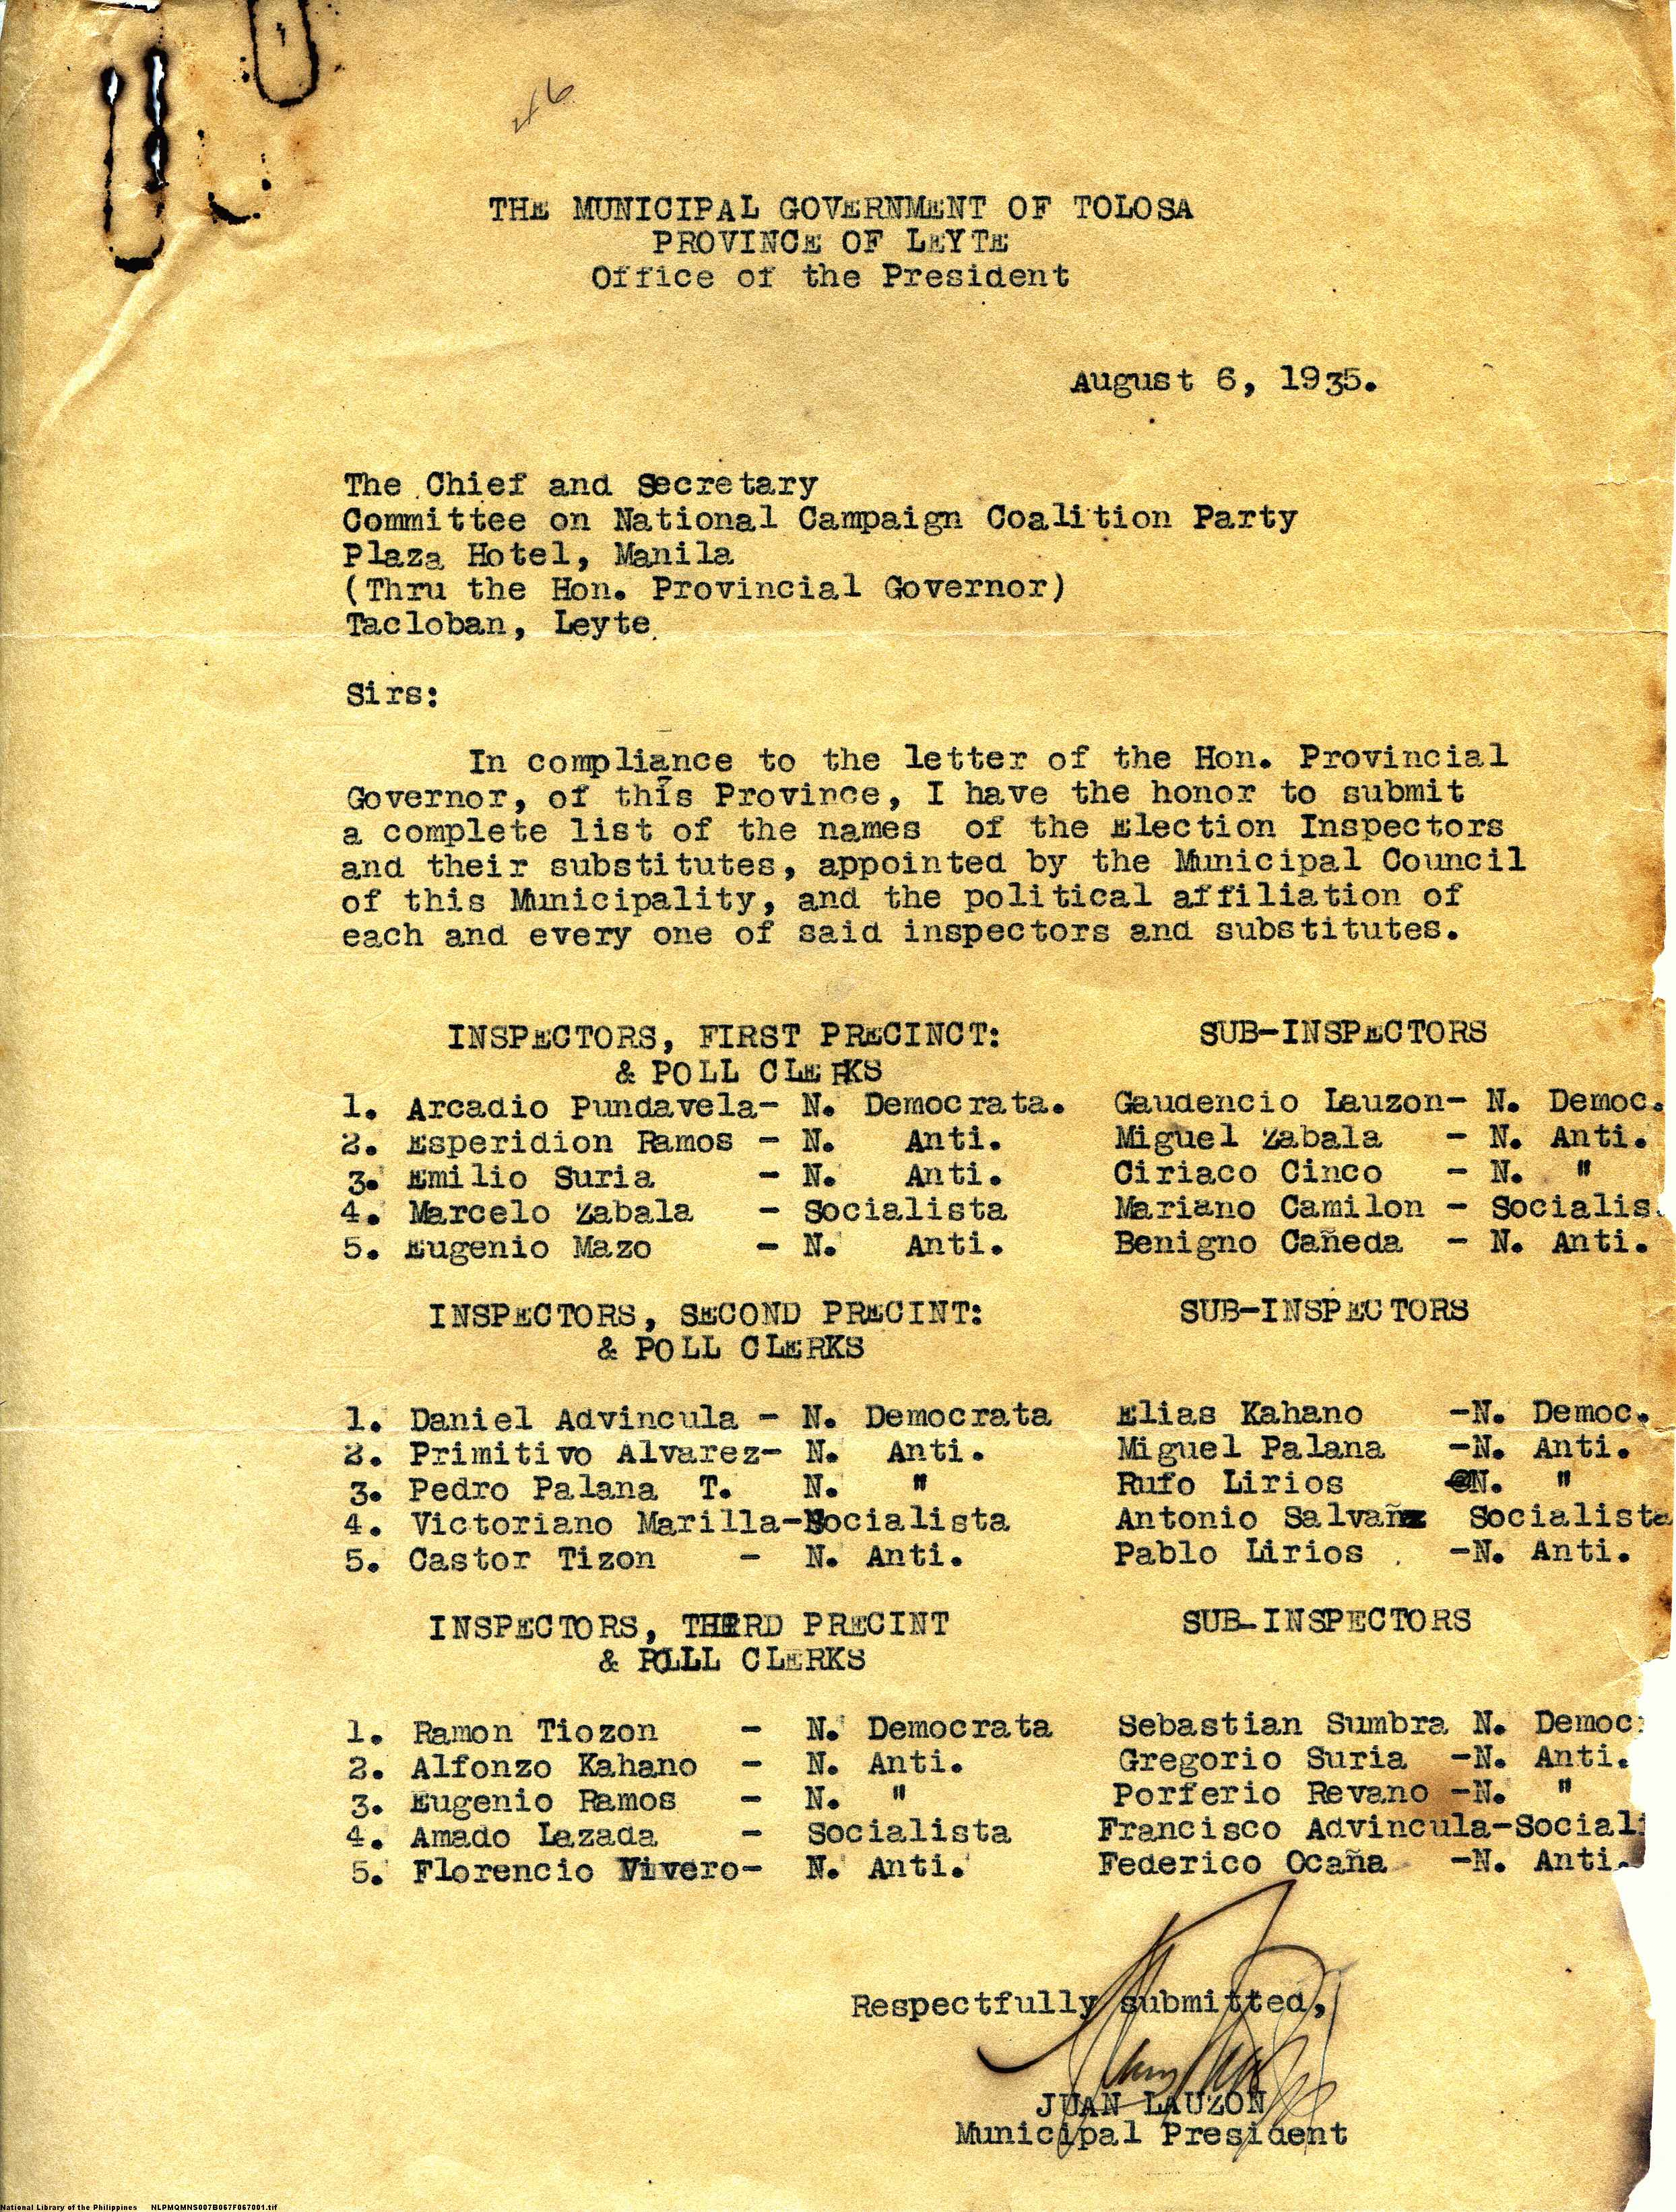 THE MUNICIPAL GOVERNMENT OF TOLOSA
PROVINCE OF LEYTE
Office of the President
August 6, 1935.
The Chief and Secretary
Committee on National Campaign Coalition Party
Plaza Hotel, Manila
(Thru the Hon. Provincial Governor)
Tacloban, Leyte.
Sirs:
In compliance to the letter of the Hon. Provincial
Governor, of this Province, I have the honor to submit
a complete list of the names of the Election Inspectors
and their substitutes, appointed by the Municipal Council
of this Municipality, and the political affiliation of
each and every one of said inspectors and substitutes.
INSPECTORS, FIRST PRECINCT: SUB-INSPECTORS
& POLL CLERKS
1. Arcadio Pundavela- N. Democrata. Gaudencio Lauzon- N. Democ.
2. Esperidion Ramos - N. Anti. Miguel Zabala - N. Anti.
3. Emilio Suria - N. Anti. Ciriaco Cinco - N. "
4. Marcelo Zabala - Socialista Mariano Camilon - Socialis.
5. Eugenio Mazo - N. Anti. Benigno Cañeda - N. Anti.
INSPECTORS, SECOND PRECINT: SUB-INSPECTORS
& POLL CLERKS
1. Daniel Advincula - N. Democrata Elias Kahano -N. Democ.
2. Primitivo Alvarez- N. Anti. Miguel Palana -N. Anti.
3. Pedro Palana T. N. " Rufo Lirios N. "
4. Victoriano Marilla-Socialista Antonio Socialista
5. Castor Tizon - N. Anti. Pablo Lirios -N. Anti.
INSPECTORS, THIRD PRECINT SUB-INSPECTORS
& POLL CLERKS
1. Ramon Tiozon - N. Democrata Sebastian Sumbra N. Democ.
2. Alfonzo Kahano - N. Anti. Gregorio Suria -N. Anti.
3. Eugenio Ramos - N. " Porferio Revano -N. "
4. Amado Lazada - Socialista Francisco Advincula-Sociali
5. Florencio Vivero- N. Anti. Federico Ocaña -N. Anti.
Respectfully submitted,
JUAN LAUZON
Municipal President
National Library of the Philippines NLPMQMNS007B067F067001.tif